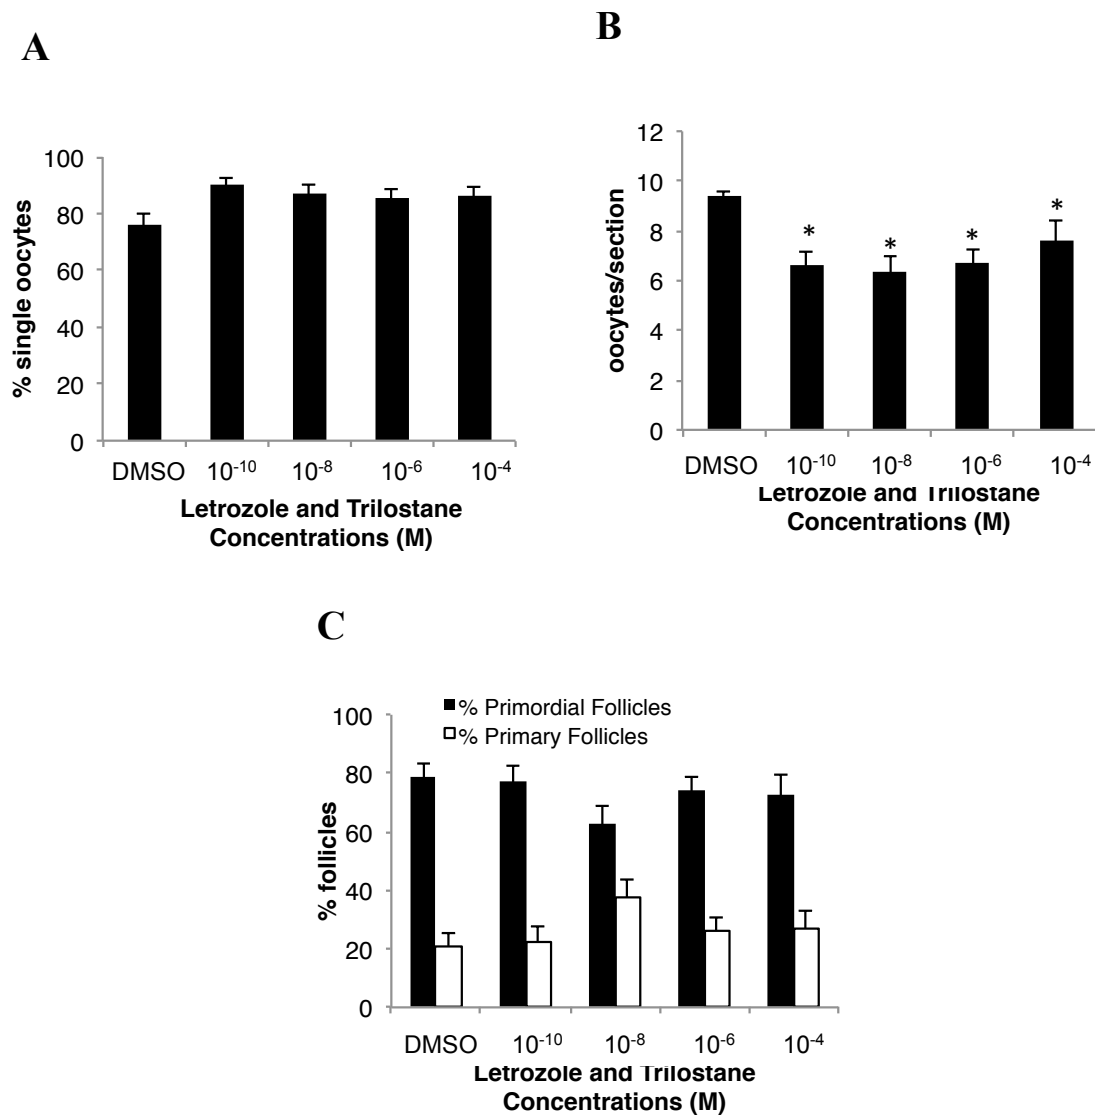 A
% single oocytes
100
80
60
40
20
0
DMSO 10⁻¹⁰ 10⁻⁸ 10⁻⁶ 10⁻⁴
Letrozole and Trilostane
Concentrations (M)
B
oocytes/section
12
10
8
6
4
2
0
* * * *
DMSO 10⁻¹⁰ 10⁻⁸ 10⁻⁶ 10⁻⁴
Letrozole and Trilostane
Concentrations (M)
C
% Primordial Follicles
% Primary Follicles
% follicles
100
80
60
40
20
0
DMSO 10⁻¹⁰ 10⁻⁸ 10⁻⁶ 10⁻⁴
Letrozole and Trilostane
Concentrations (M)